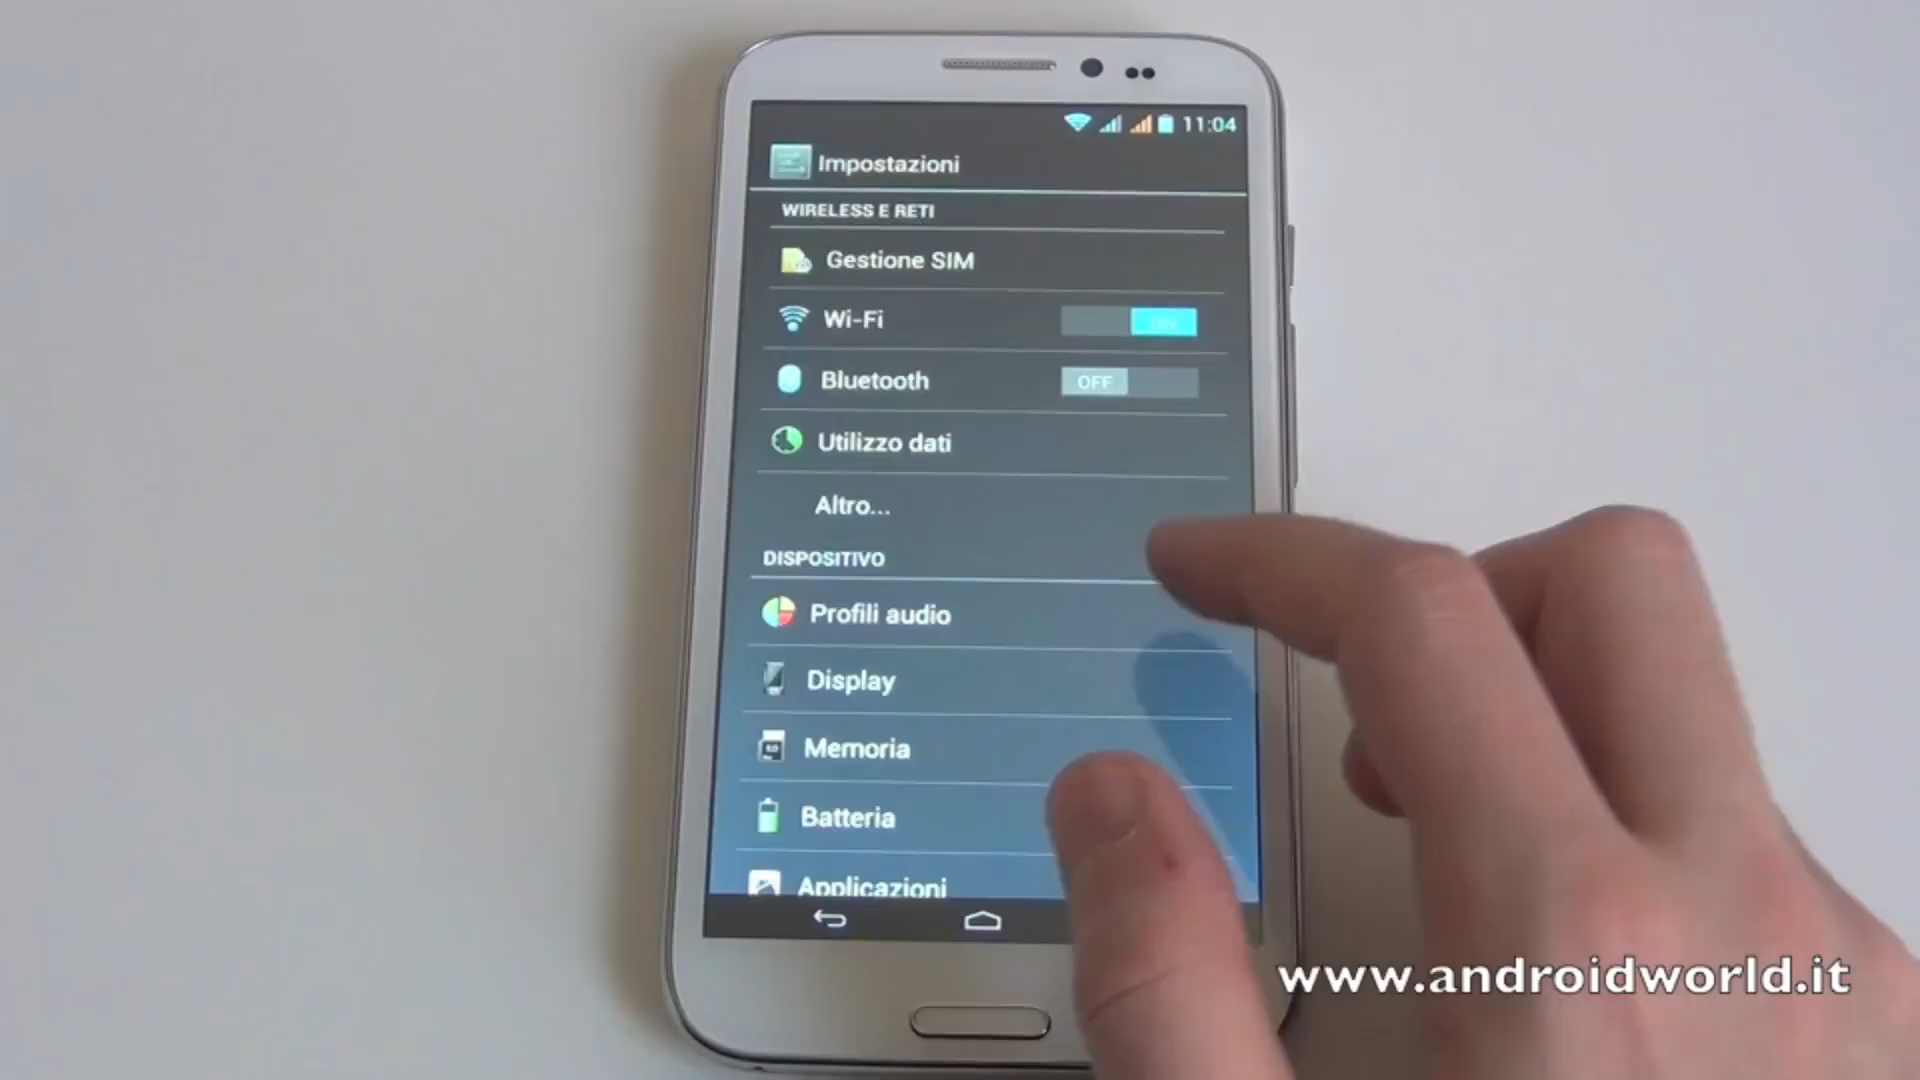 11:04
Impostazioni
WIRELESS E RETI
Gestione SIM
Wi-Fi
Bluetooth OFF
Utilizzo dati
Altro...
DISPOSITIVO
Profili audio
Display
Memoria
Batteria
Applicazioni
www.androidworld.it